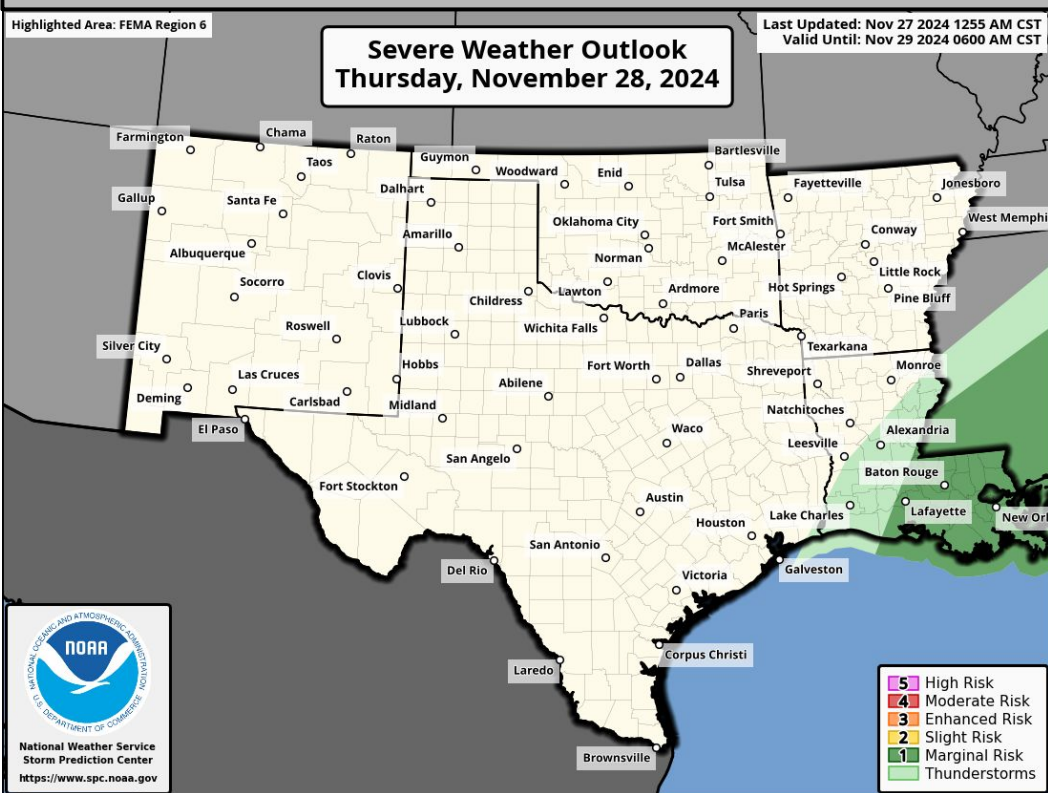 Highlighted Area: FEMA Region 6
Last Updated: Nov 27 2024 1255 AM CST
Valid Until: Nov 29 2024 0600 AM CST
Severe Weather Outlook
Thursday, November 28, 2024
Farmington
Chama
Raton
Taos
Guymon
Woodward
Enid
Bartlesville
Tulsa
Fayetteville
Jonesboro
Gallup
Santa Fe
Dalhart
Oklahoma City
Fort Smith
West Memphi
Albuquerque
Amarillo
Norman
McAlester
Conway
Socorro
Clovis
Childress
Lawton
Ardmore
Hot Springs
Little Rock
Pine Bluff
Roswell
Lubbock
Wichita Falls
Paris
Texarkana
Silver City
Las Cruces
Hobbs
Fort Worth
Dallas
Shreveport
Monroe
Deming
Carlsbad
Midland
Abilene
Natchitoches
El Paso
Waco
Leesville
Alexandria
San Angelo
Baton Rouge
Fort Stockton
Austin
Lake Charles
Lafayette
New Orl
Houston
San Antonio
Del Rio
Galveston
Victoria
Corpus Christi
Laredo
Brownsville
NATIONAL OCEANIC AND ATMOSPHERIC ADMINISTRATION
NOAA
U.S. DEPARTMENT OF COMMERCE
National Weather Service
Storm Prediction Center
https://www.spc.noaa.gov
5 High Risk
4 Moderate Risk
3 Enhanced Risk
2 Slight Risk
1 Marginal Risk
Thunderstorms